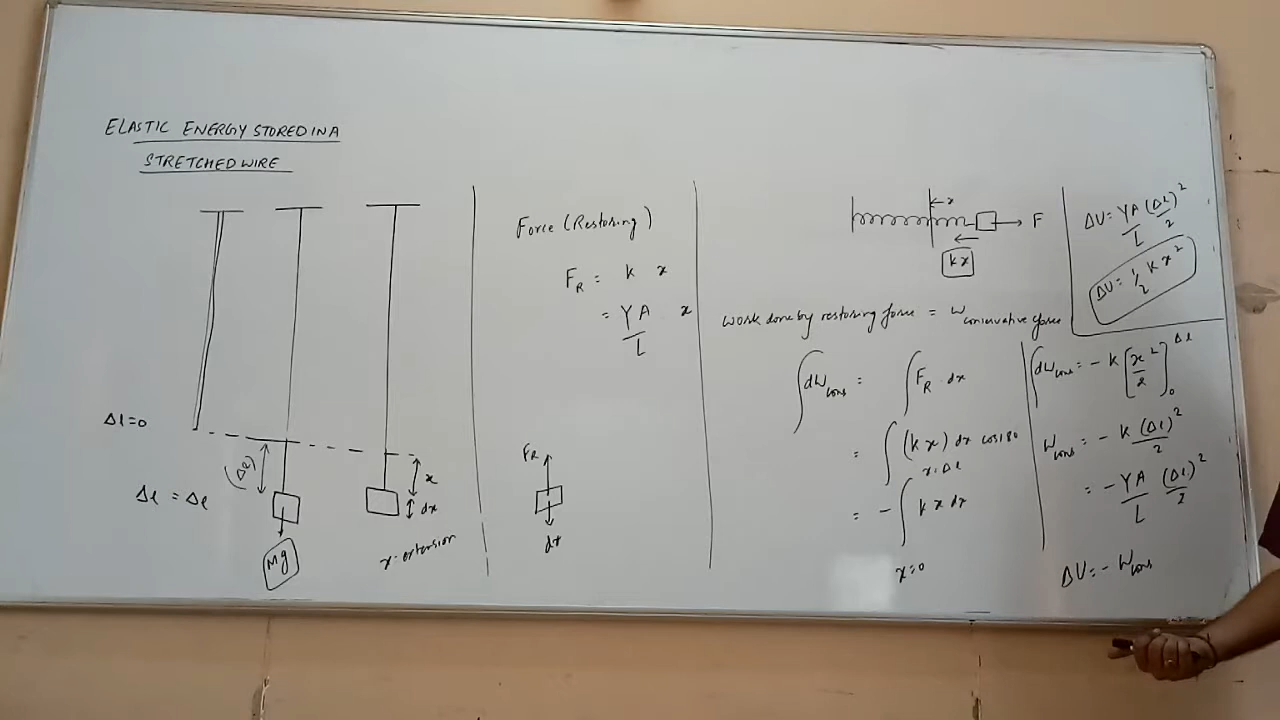 ELASTIC ENERGY STORED IN A
STRETCHED WIRE
Δl=0
(Δl)
Δl = Δl
Mg
x
dx
x-extension
Force (Restoring)
F_R = k x
= YA/L x
F_R
dx
x
F
kx
Work done by restoring force = W conservative force
∫dW_cons = ∫F_R dx
= ∫(kx) dx cos180
x=Δl
= -∫ k x dx
x=0
ΔU = YA/L (Δl)²/2
ΔU = 1/2 k x²
∫dW_cons = -k [x²/2]₀^Δl
W_cons = -k (Δl)²/2
= -YA/L (Δl)²/2
ΔU = -W_cons